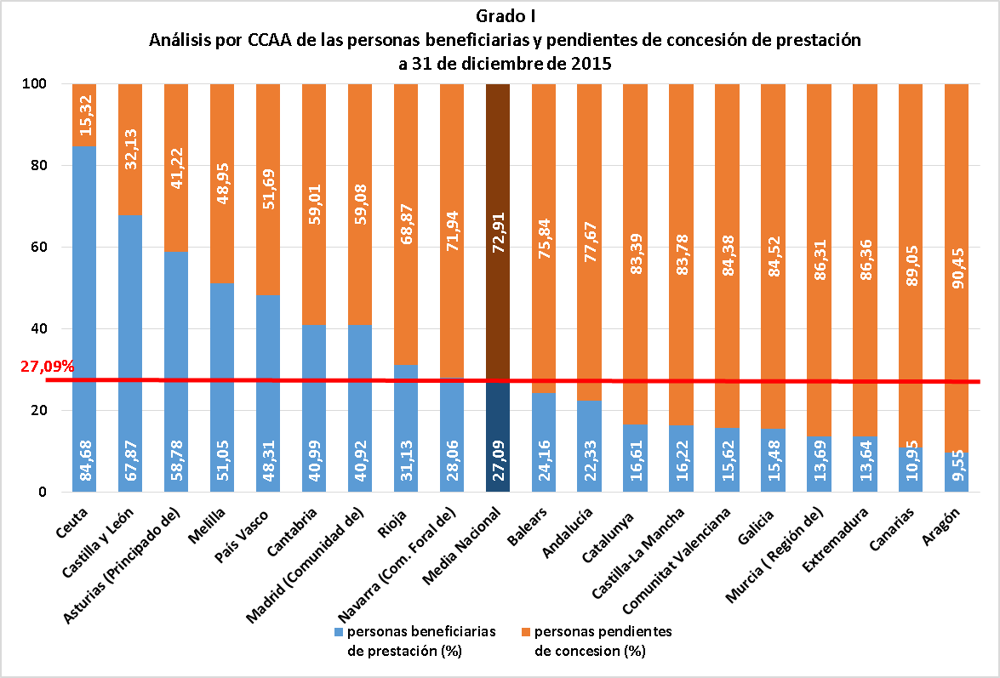 Grado I
Análisis por CCAA de las personas beneficiarias y pendientes de concesión de prestación
a 31 de diciembre de 2015
100
80
60
40
20
0
27,09%
15,32
32,13
41,22
48,95
51,69
59,01
59,08
68,87
71,94
72,91
75,84
77,67
83,39
83,78
84,38
84,52
86,31
86,36
89,05
90,45
84,68
67,87
58,78
51,05
48,31
40,99
40,92
31,13
28,06
27,09
24,16
22,33
16,61
16,22
15,62
15,48
13,69
13,64
10,95
9,55
Ceuta
Castilla y León
Asturias (Principado de)
Melilla
País Vasco
Cantabria
Madrid (Comunidad de)
Rioja
Navarra (Com. Foral de)
Media Nacional
Balears
Andalucía
Catalunya
Castilla-La Mancha
Comunitat Valenciana
Galicia
Murcia ( Región de)
Extremadura
Canarias
Aragón
personas beneficiarias
de prestación (%)
personas pendientes
de concesion (%)